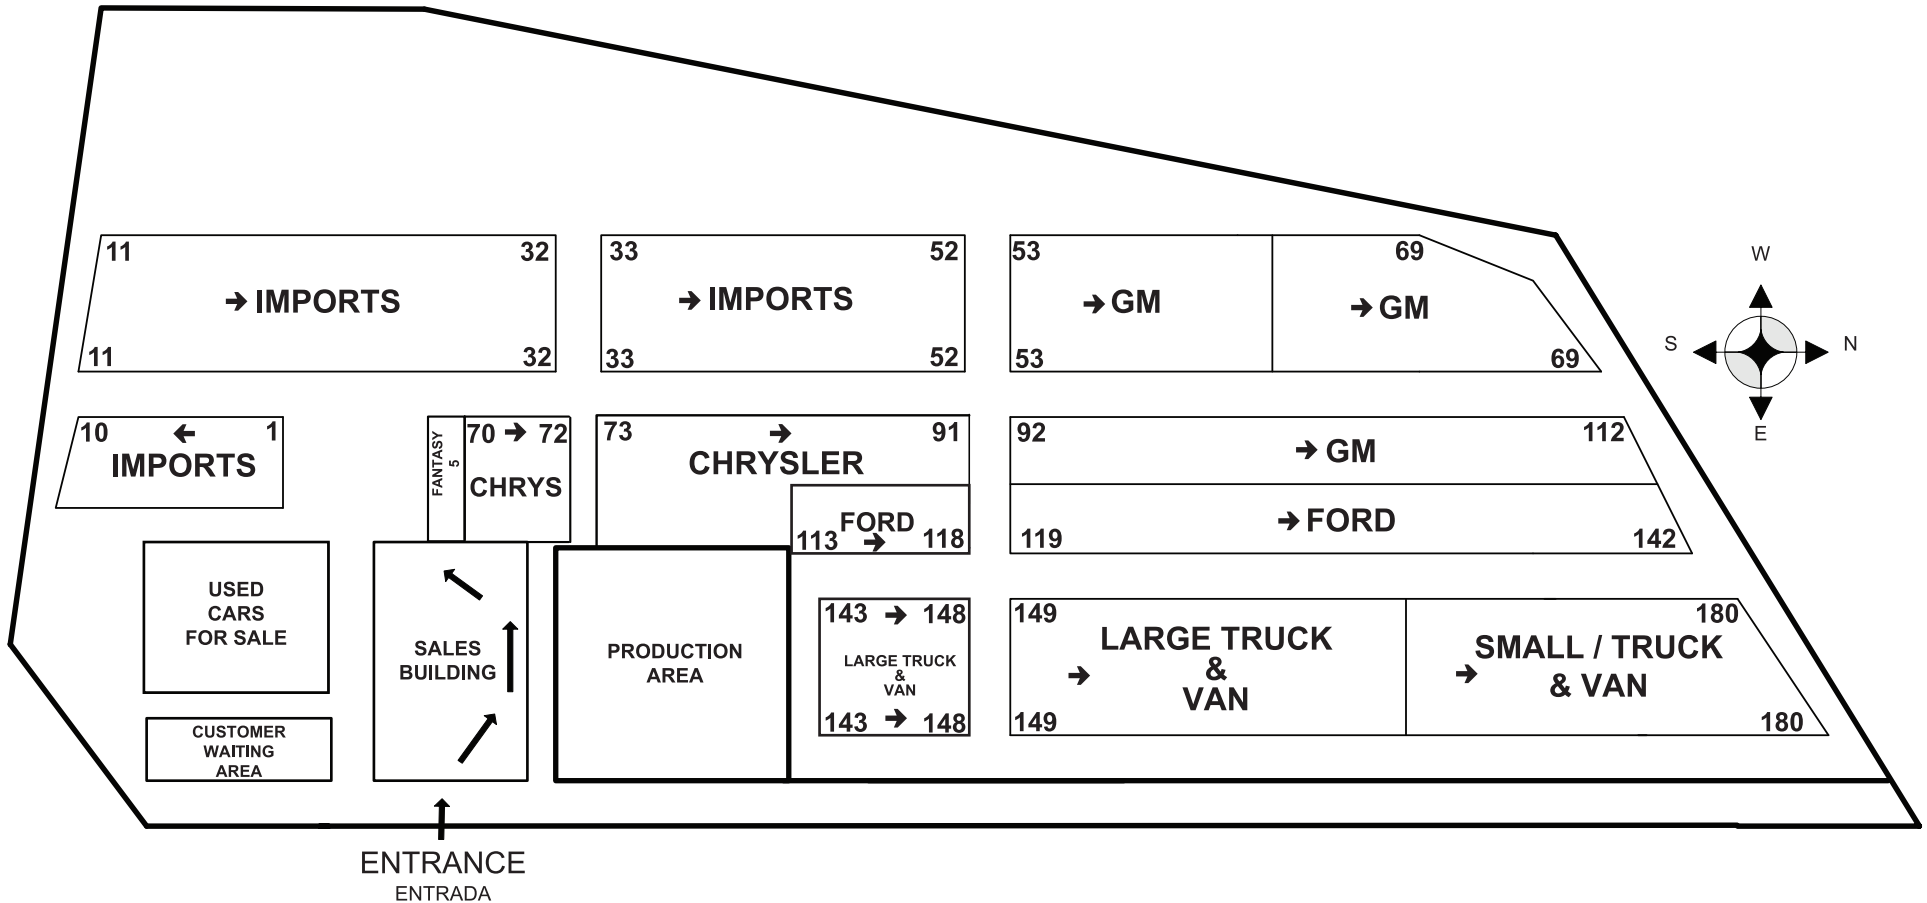 11 32
→ IMPORTS
11 32
33 52
→ IMPORTS
33 52
53 69
→ GM
→ GM
53 69
W
S N
E
10 ← 1
IMPORTS
FANTASY
5
70 → 72
CHRYS
73 → 91
CHRYSLER
FORD
113 → 118
92 112
→ GM
→ FORD
119 142
USED
CARS
FOR SALE
SALES
BUILDING
PRODUCTION
AREA
143 → 148
LARGE TRUCK
&
VAN
143 → 148
149
LARGE TRUCK
&
→
VAN
149
180
SMALL / TRUCK
→
& VAN
180
CUSTOMER
WAITING
AREA
ENTRANCE
ENTRADA